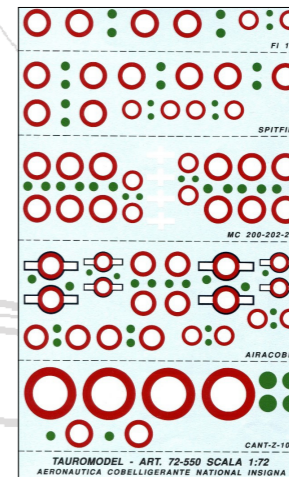 FI 1
SPITFI
MC 200-202-2
AIRACOB
CANT-Z-10
TAUROMODEL - ART. 72-550 SCALA 1:72
AERONAUTICA COBELLIGERANTE NATIONAL INSIGNA